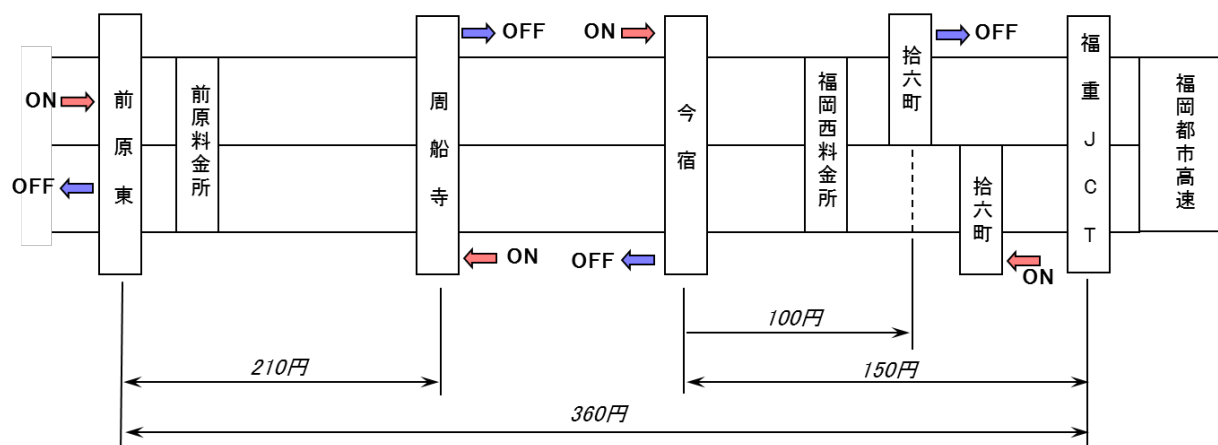 OFF
ON
OFF
ON
前原東
前原料金所
周船寺
今宿
福岡西料金所
拾六町
福重JCT
福岡都市高速
OFF
拾六町
ON
OFF
ON
100円
210円
150円
360円